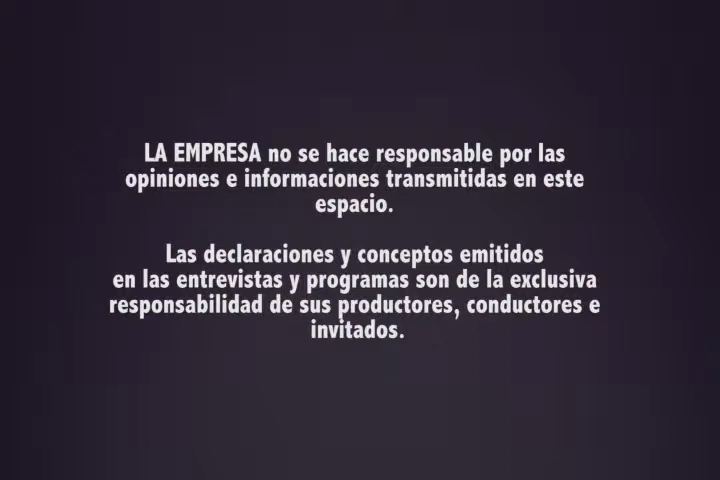 LA EMPRESA no se hace responsable por las
opiniones e informaciones transmitidas en este
espacio.
Las declaraciones y conceptos emitidos
en las entrevistas y programas son de la exclusiva
responsabilidad de sus productores, conductores e
invitados.